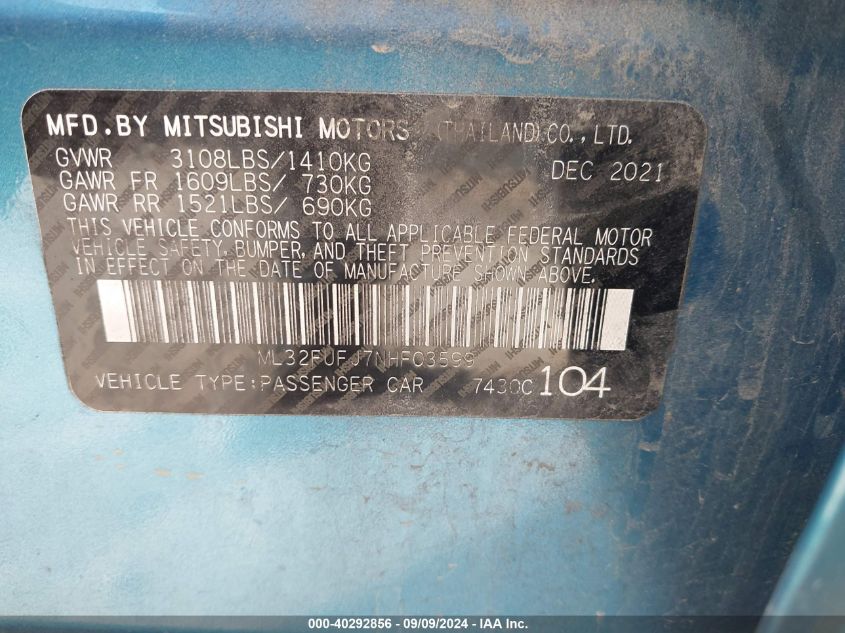 MFD.BY MITSUBISHI MOTORS (THAILAND)CO.,LTD.
GVWR 3108LBS/1410KG DEC 2021
GAWR FR 1609LBS/ 730KG
GAWR RR 1521LBS/ 690KG
THIS VEHICLE CONFORMS TO ALL APPLICABLE FEDERAL MOTOR
VEHICLE SAFETY, BUMPER, AND THEFT PREVENTION STANDARDS
IN EFFECT ON THE DATE OF MANUFACTURE SHOWN ABOVE.
ML32FUFJ7NHF03599
VEHICLE TYPE:PASSENGER CAR 7430C 104
000-40292856 - 09/09/2024 - IAA Inc.